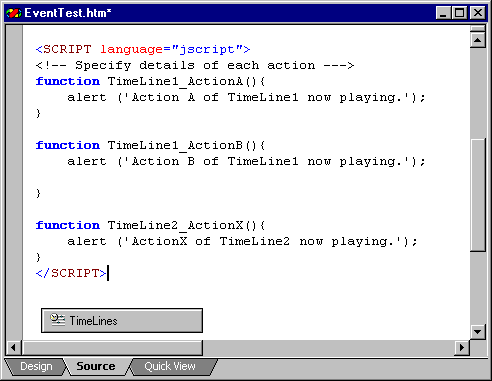 EventTest.htm*
<SCRIPT language="jscript">
<!-- Specify details of each action --->
function TimeLine1_ActionA(){
    alert ('Action A of TimeLine1 now playing.');
}
function TimeLine1_ActionB(){
    alert ('Action B of TimeLine1 now playing.');
}
function TimeLine2_ActionX(){
    alert ('ActionX of TimeLine2 now playing.');
}
</SCRIPT>
TimeLines
Design Source Quick View